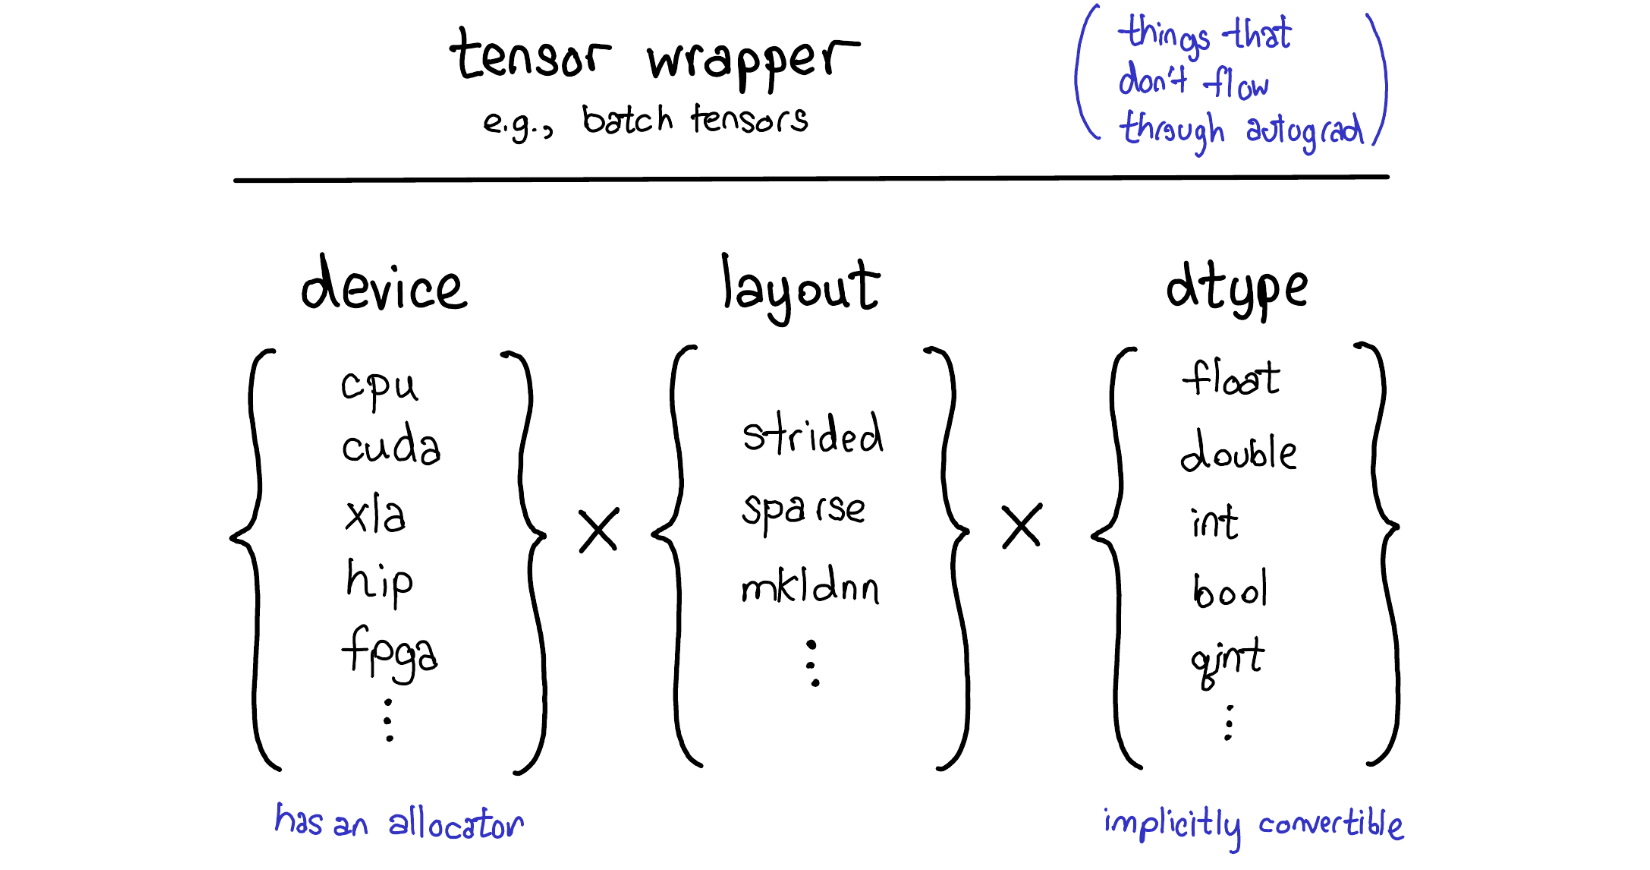 tensor wrapper
e.g., batch tensors
(things that
don't flow
through autograd)
device
layout
dtype
{
cpu
cuda
xla
hip
fpga
⋮
}
×
{
strided
sparse
mkldnn
⋮
}
×
{
float
double
int
bool
qint
⋮
}
has an allocator
implicitly convertible